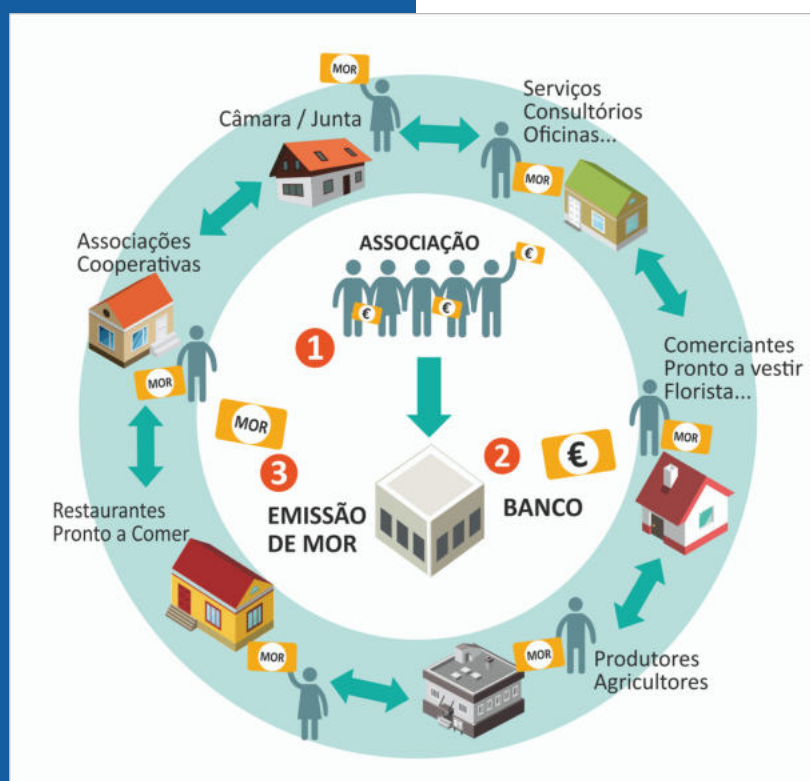 MOR
Câmara / Junta
Serviços
Consultórios
Oficinas...
MOR
Associações
Cooperativas
ASSOCIAÇÃO
€
€
€
1
Comerciantes
Pronto a vestir
Florista...
MOR
MOR
MOR
3
2
€
EMISSÃO
DE MOR
BANCO
Restaurantes
Pronto a Comer
MOR
MOR
Produtores
Agricultores